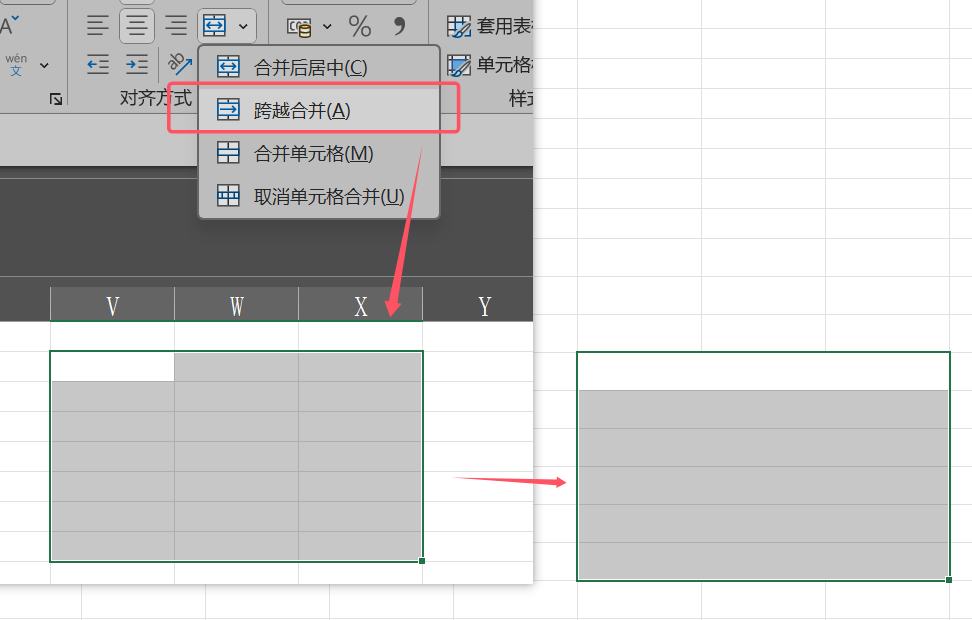 A
wén
文
%
套用表
单元格
对齐方式
样式
合并后居中(C)
跨越合并(A)
合并单元格(M)
取消单元格合并(U)
V
W
X
Y